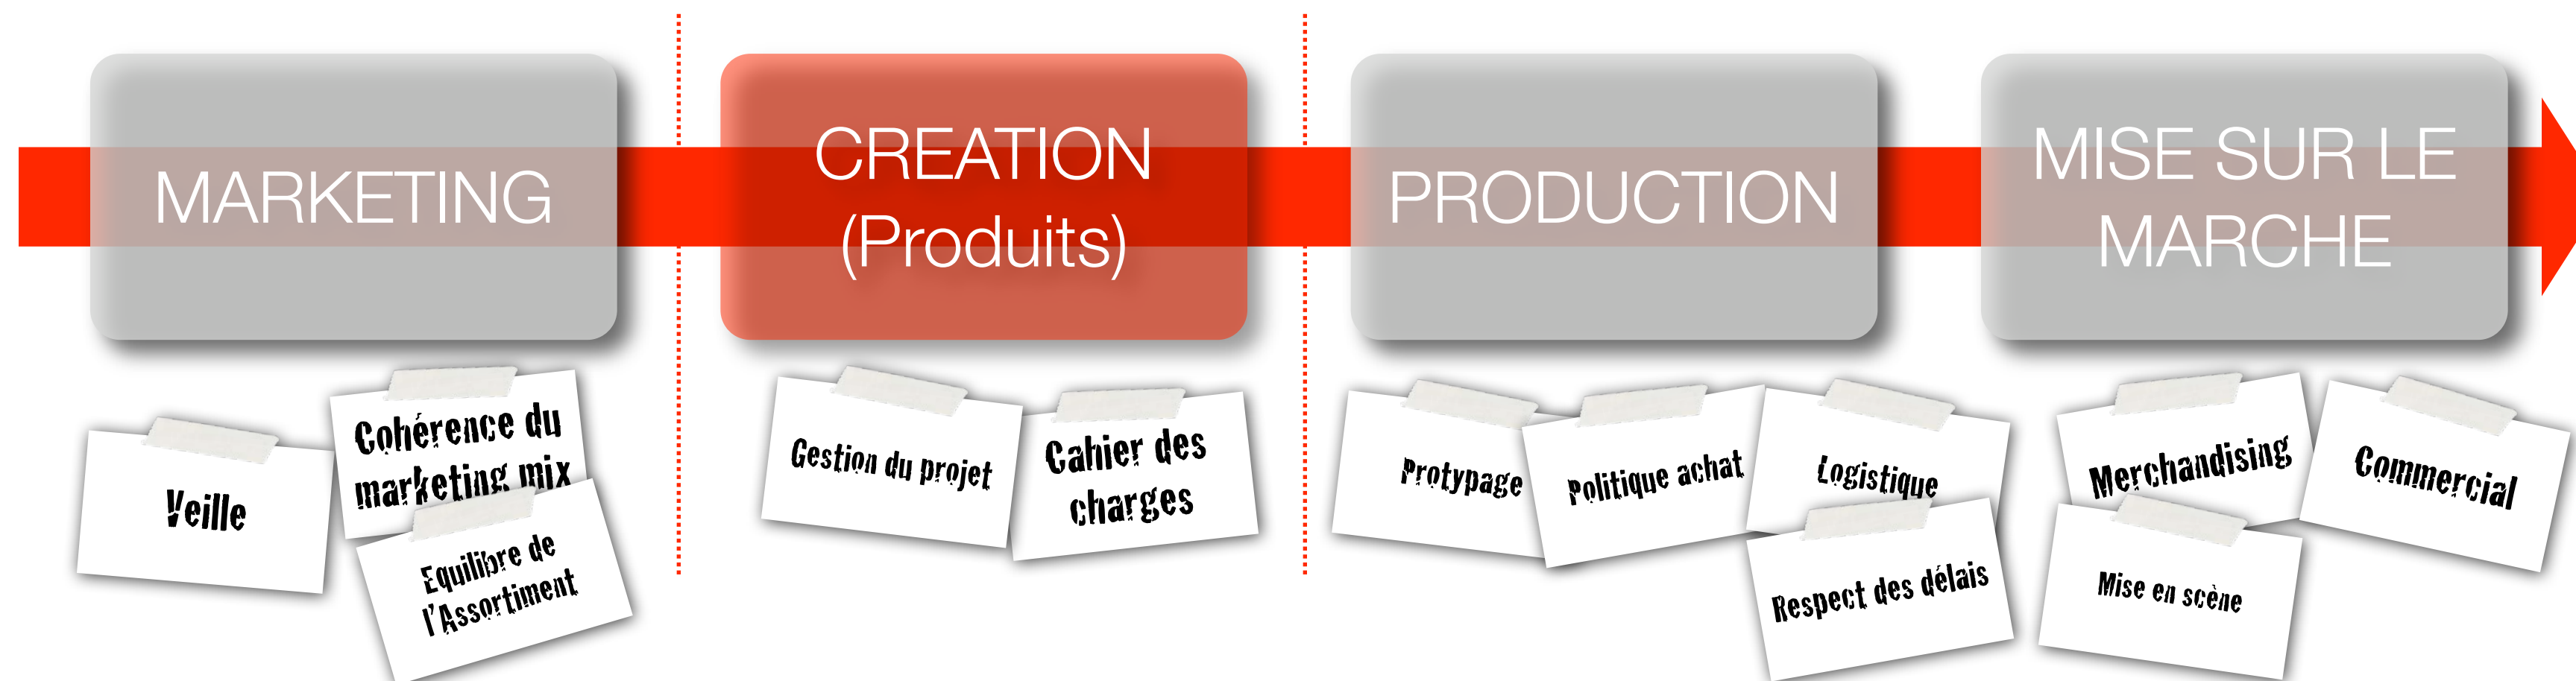 MARKETING
CREATION
(Produits)
PRODUCTION
MISE SUR LE
MARCHE
Veille
Cohérence du
marketing mix
Equilibre de
l'Assortiment
Gestion du projet
Cahier des
charges
Protypage
Politique achat
Logistique
Respect des délais
Merchandising
Mise en scène
Commercial